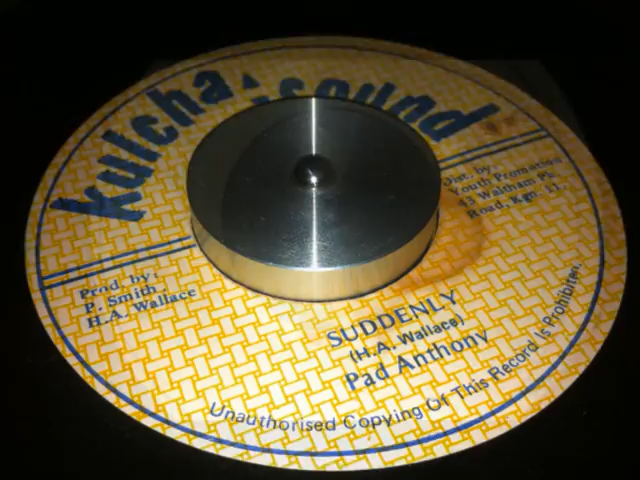 kulcha sound
Dist. by:
Youth Promotion
43 Waltham Pk.
Road, Kgn. 11.
Prod. by:
P. Smith
H.A. Wallace
SUDDENLY
(H.A. Wallace)
Pad Anthony
Unauthorised Copying Of This Record Is Prohibited.